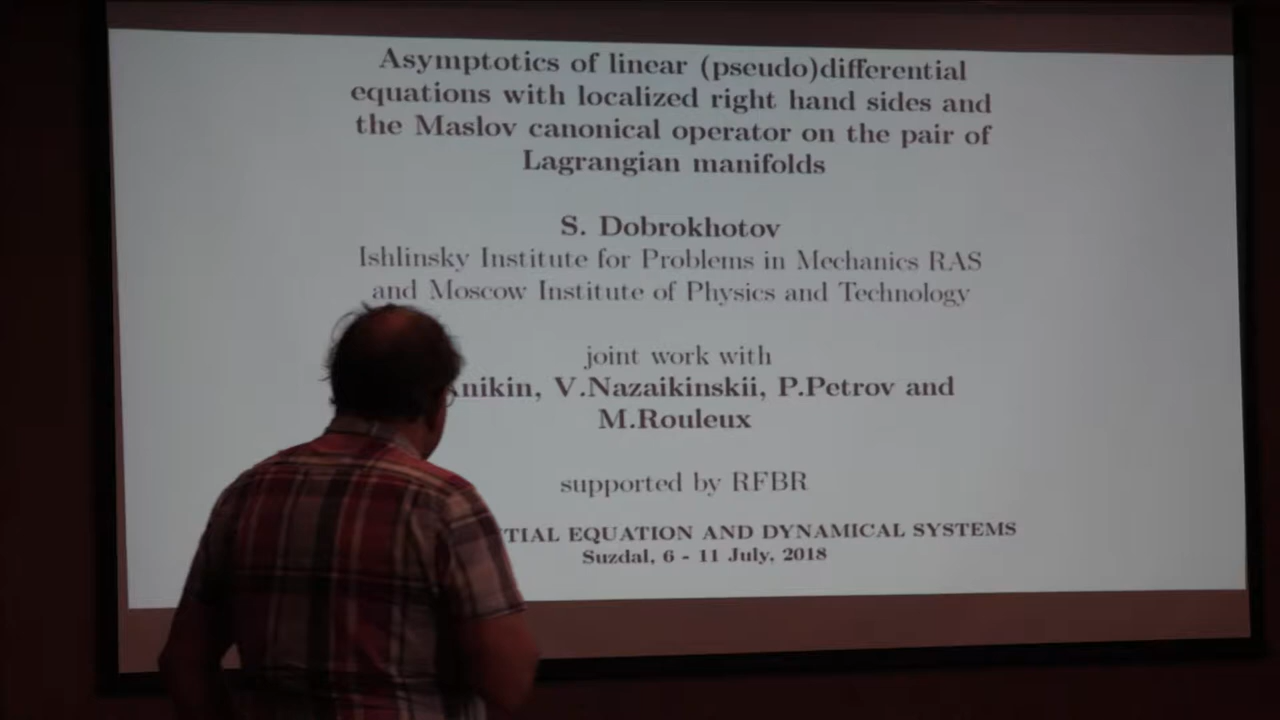 Asymptotics of linear (pseudo)differential
equations with localized right hand sides and
the Maslov canonical operator on the pair of
Lagrangian manifolds
S. Dobrokhotov
Ishlinsky Institute for Problems in Mechanics RAS
and Moscow Institute of Physics and Technology
joint work with
nikin, V.Nazaikinskii, P.Petrov and
M.Rouleux
supported by RFBR
TIAL EQUATION AND DYNAMICAL SYSTEMS
Suzdal, 6 - 11 July, 2018